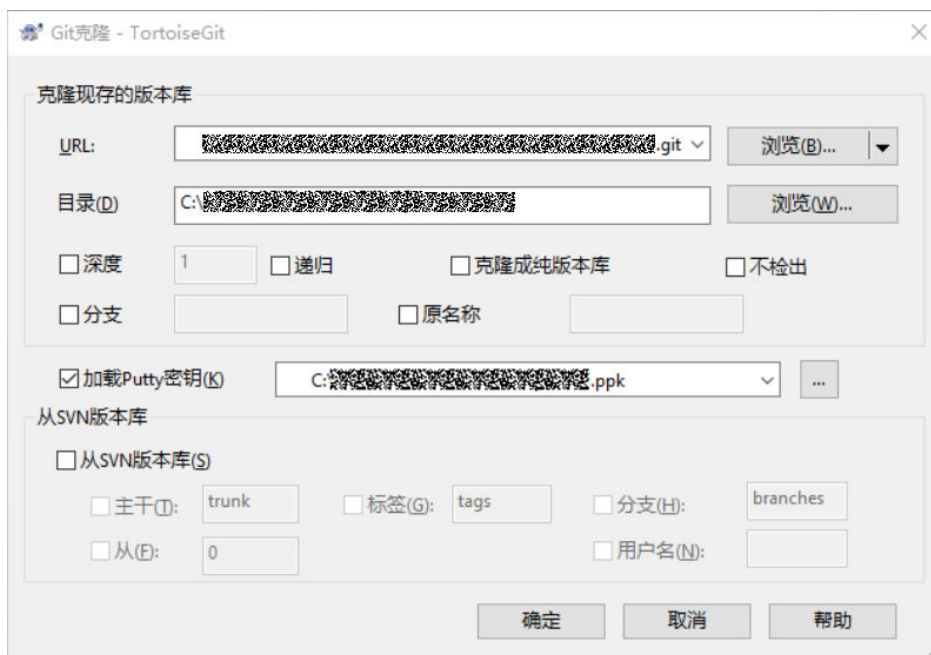 Git克隆 - TortoiseGit
克隆现存的版本库
URL: .git 浏览(B)...
目录(D) C:\ 浏览(W)...
深度 1 递归 克隆成纯版本库 不检出
分支 原名称
加载Putty密钥(K) C: .ppk ...
从SVN版本库
从SVN版本库(S)
主干(T): trunk 标签(G): tags 分支(H): branches
从(F): 0 用户名(N):
确定 取消 帮助